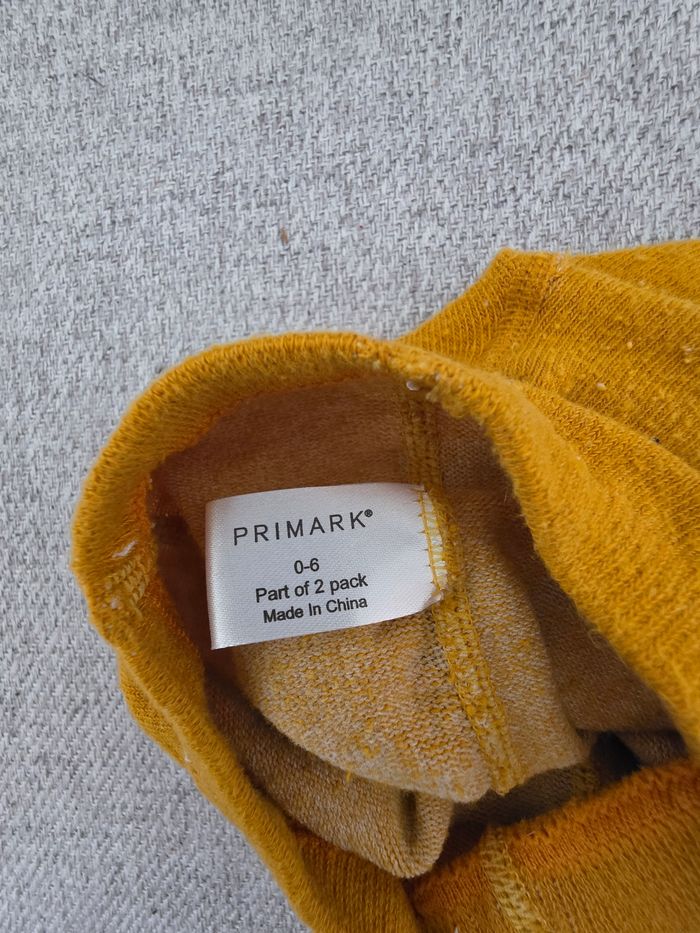 PRIMARK®
0-6
Part of 2 pack
Made In China